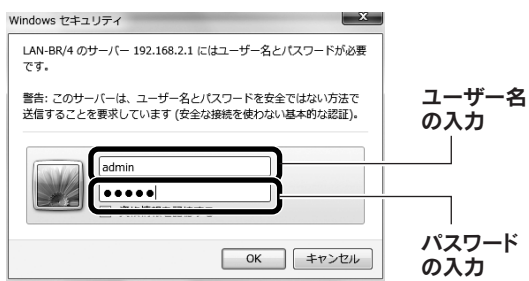 Windows セキュリティ
LAN-BR/4 のサーバー 192.168.2.1 にはユーザー名とパスワードが必要
です。
警告: このサーバーは、ユーザー名とパスワードを安全ではない方法で
送信することを要求しています (安全な接続を使わない基本的な認証)。
admin
●●●●●
OK
キャンセル
ユーザー名
の入力
パスワード
の入力